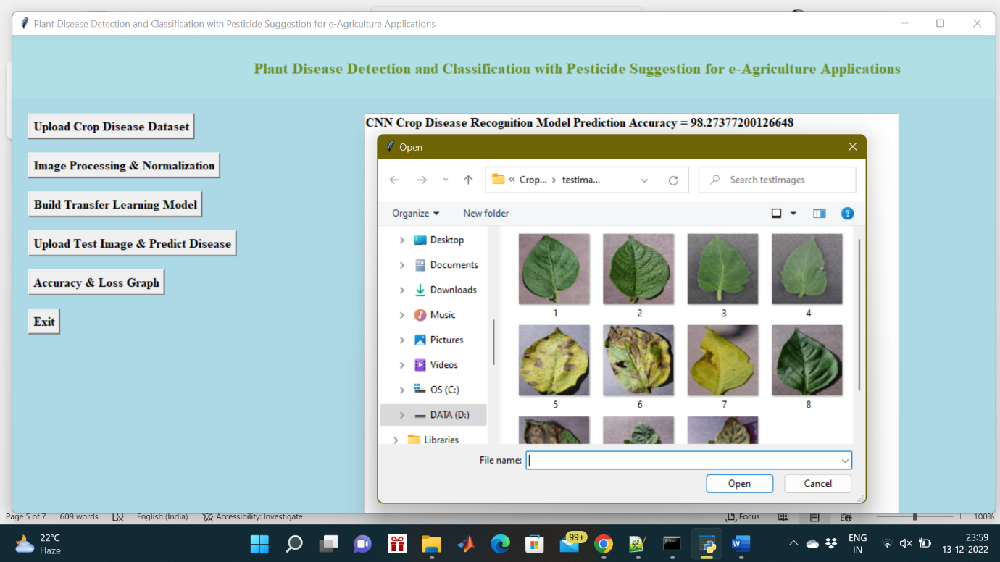 Plant Disease Detection and Classification with Pesticide Suggestion for e-Agriculture Applications
Plant Disease Detection and Classification with Pesticide Suggestion for e-Agriculture Applications
Upload Crop Disease Dataset
Image Processing & Normalization
Build Transfer Learning Model
Upload Test Image & Predict Disease
Accuracy & Loss Graph
Exit
CNN Crop Disease Recognition Model Prediction Accuracy = 98.27377200126648
Open
« Crop... › testIma...
Search testImages
Organize
New folder
Desktop
Documents
Downloads
Music
Pictures
Videos
OS (C:)
DATA (D:)
Libraries
1 2 3 4
5 6 7 8
File name:
Open Cancel
Page 5 of 7 609 words English (India) Accessibility: Investigate Focus 100%
22°C
Haze
99+
ENG
IN
23:59
13-12-2022